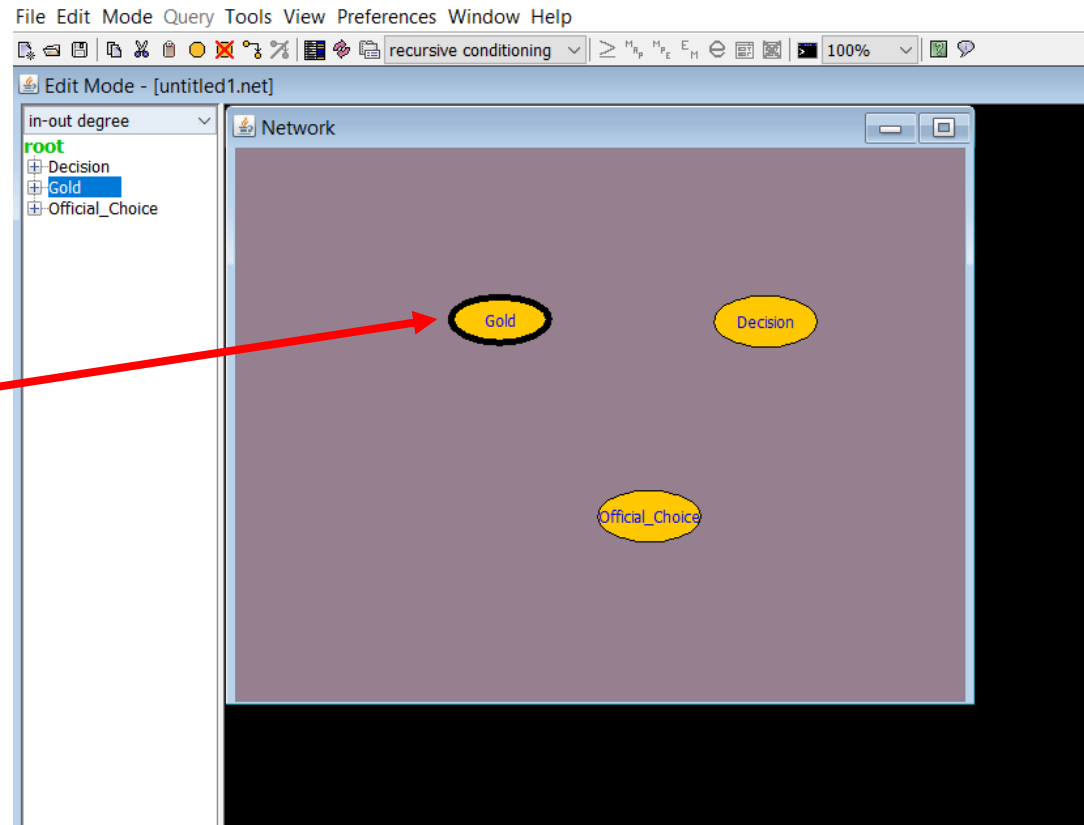 File Edit Mode Query Tools View Preferences Window Help
recursive conditioning 100%
Edit Mode - [untitled1.net]
in-out degree
root
Decision
Gold
Official_Choice
Network
Gold
Decision
Official_Choice